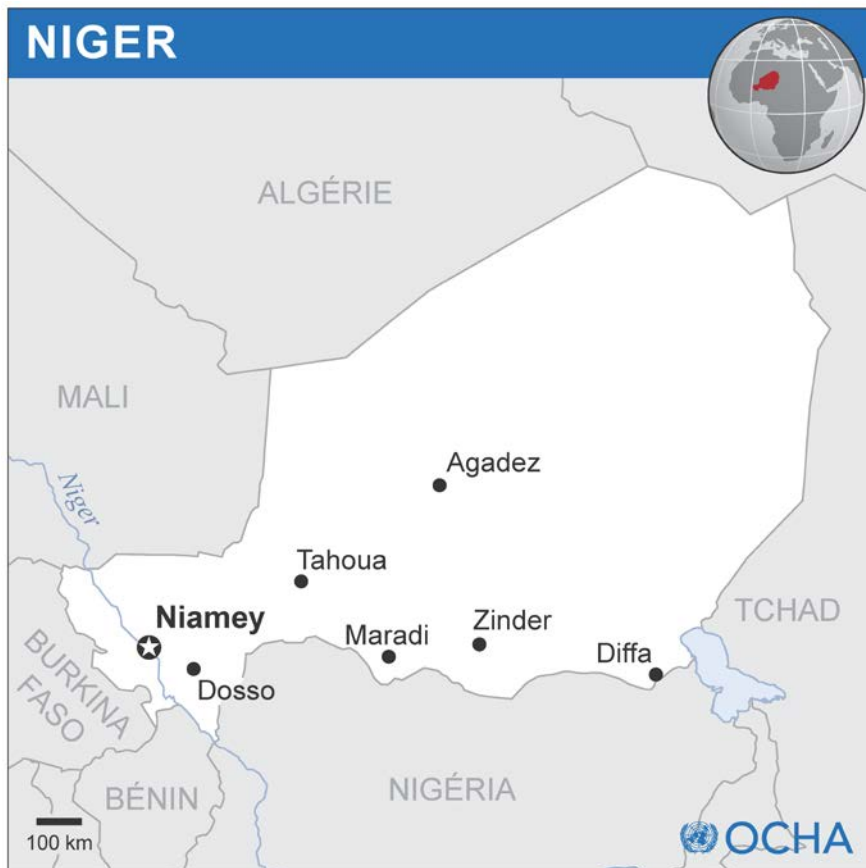 NIGER
ALGÉRIE
MALI
Niger
Agadez
Tahoua
Niamey
Maradi
Zinder
TCHAD
Diffa
Dosso
BURKINA
FASO
BÉNIN
NIGÉRIA
100 km
OCHA